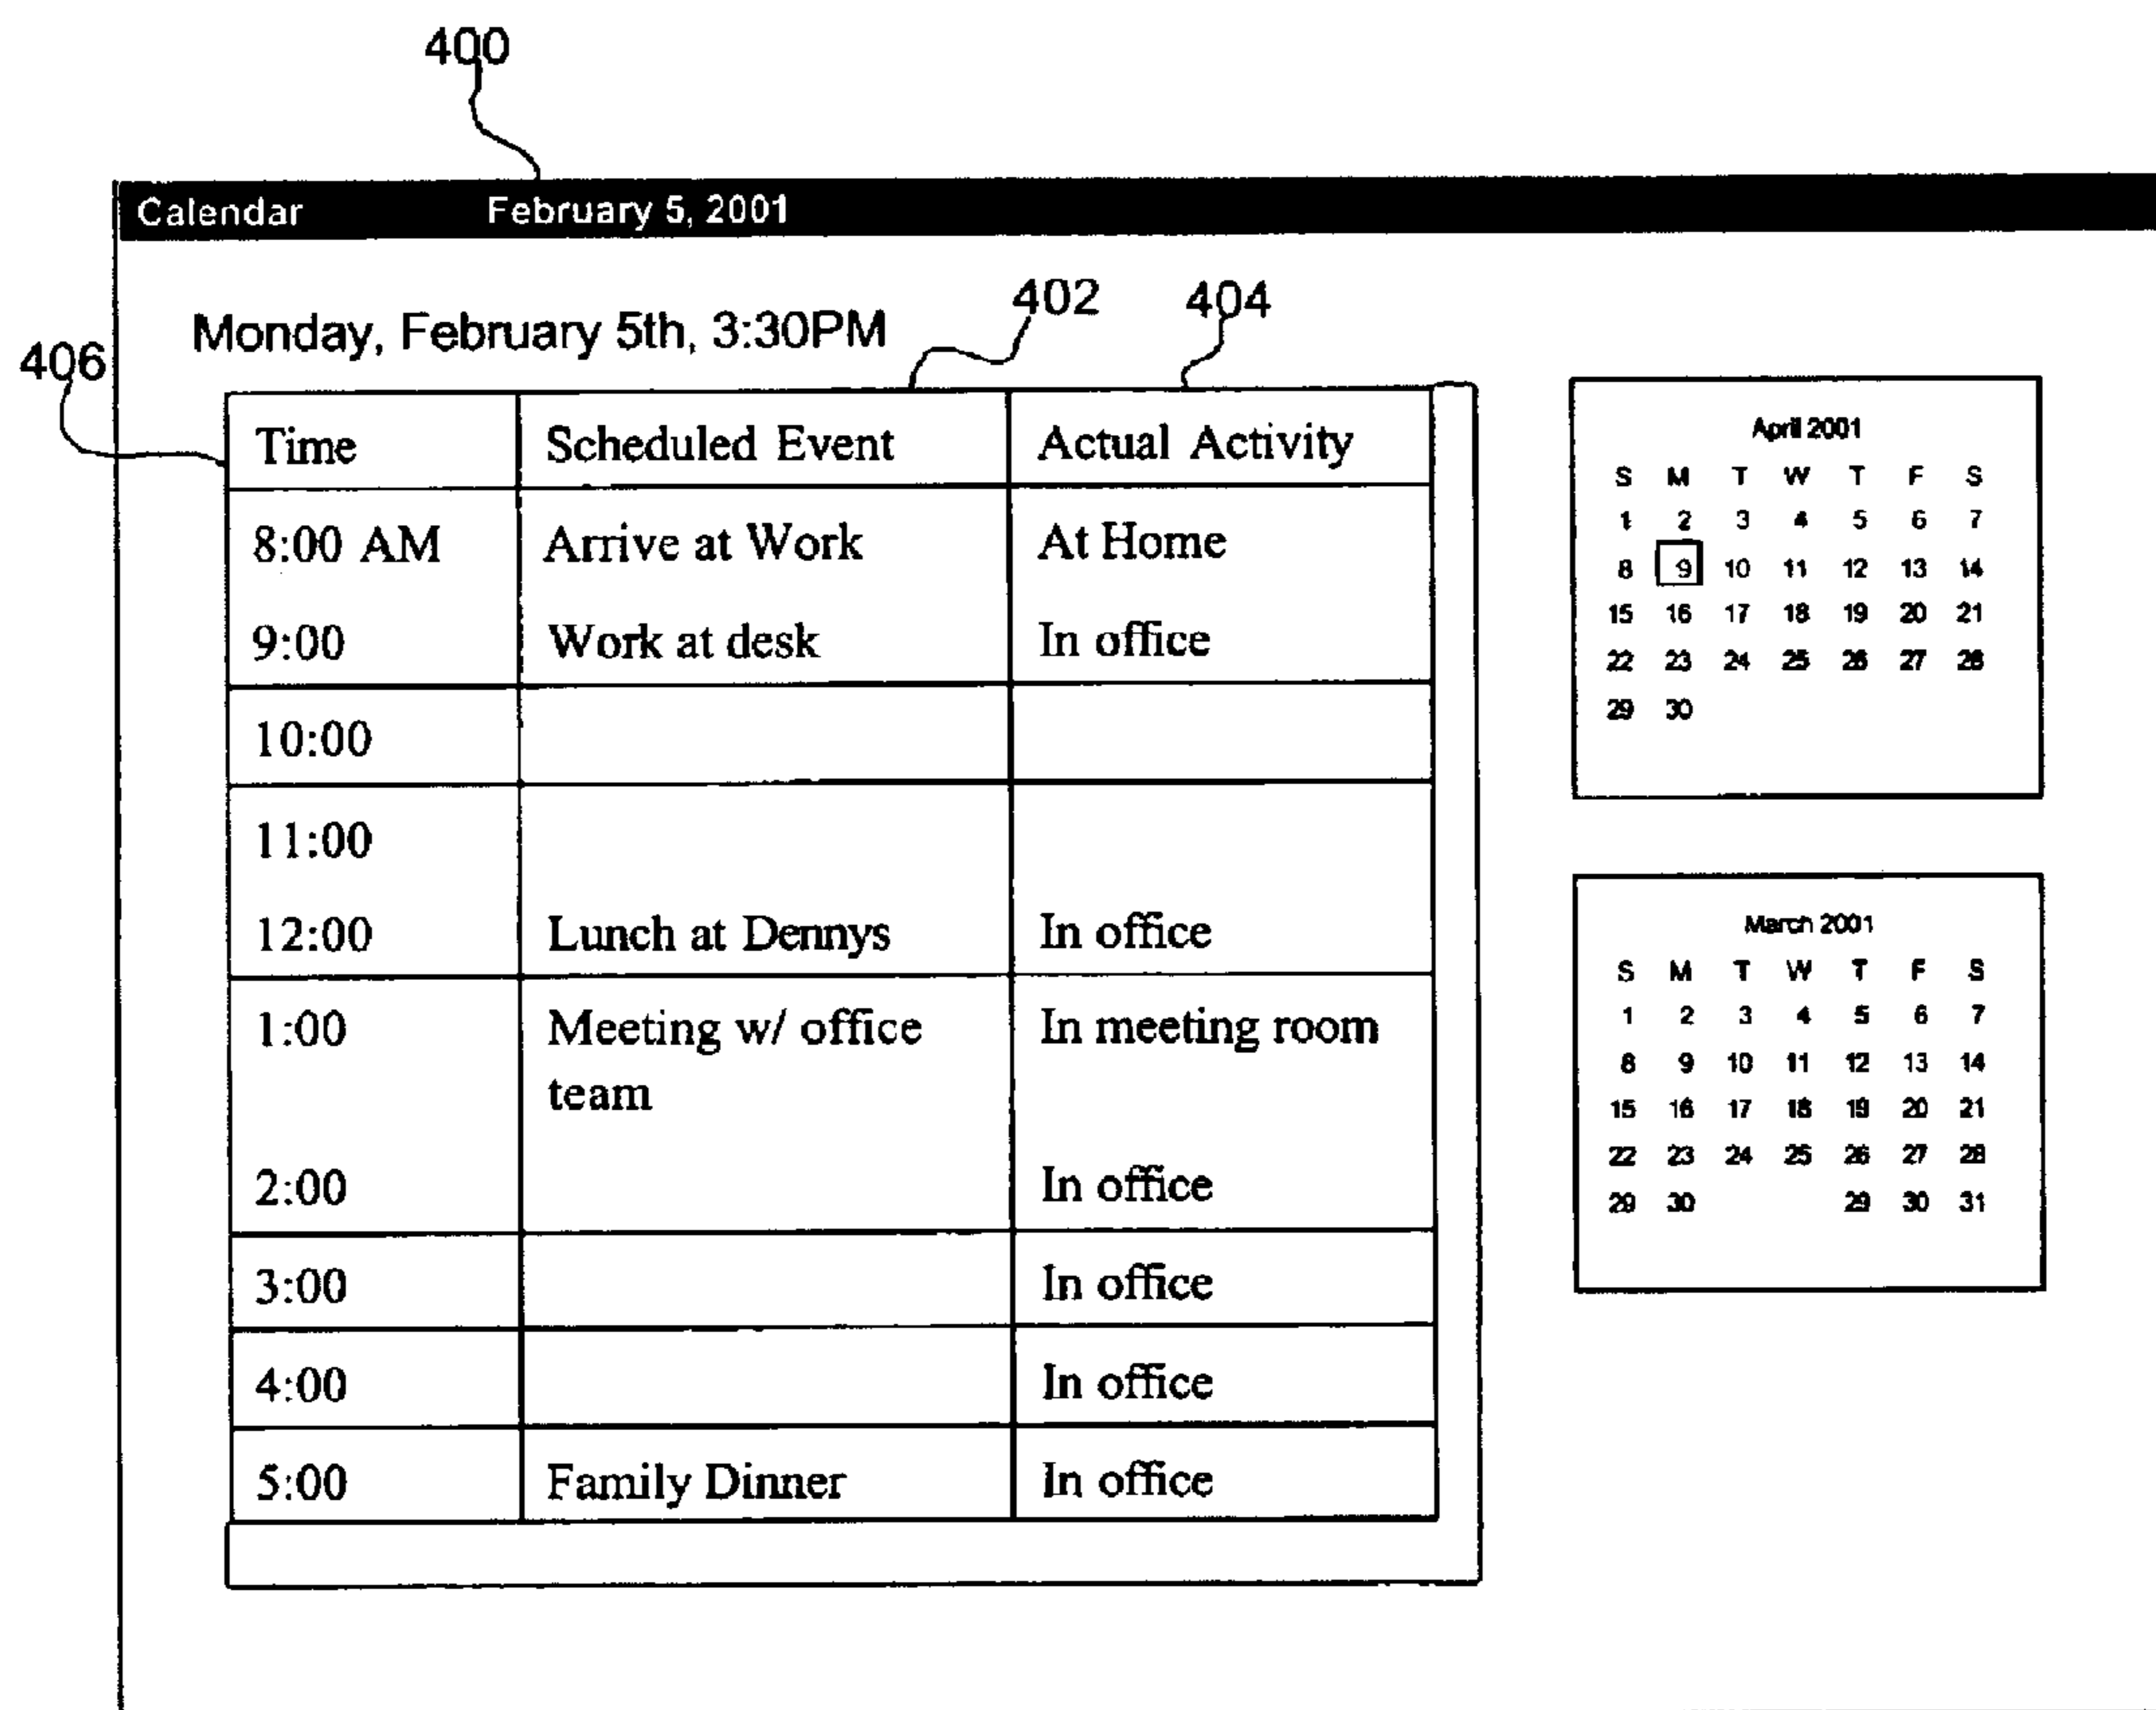 400
Calendar February 5, 2001
Monday, February 5th, 3:30PM
402 404
406
Time Scheduled Event Actual Activity
8:00 AM Arrive at Work At Home
9:00 Work at desk In office
10:00
11:00
12:00 Lunch at Dennys In office
1:00 Meeting w/ office In meeting room
team
2:00 In office
3:00 In office
4:00 In office
5:00 Family Dinner In office
April 2001
S M T W T F S
1 2 3 4 5 6 7
8 9 10 11 12 13 14
15 16 17 18 19 20 21
22 23 24 25 26 27 28
29 30
March 2001
S M T W T F S
1 2 3 4 5 6 7
8 9 10 11 12 13 14
15 16 17 18 19 20 21
22 23 24 25 26 27 28
29 30 29 30 31